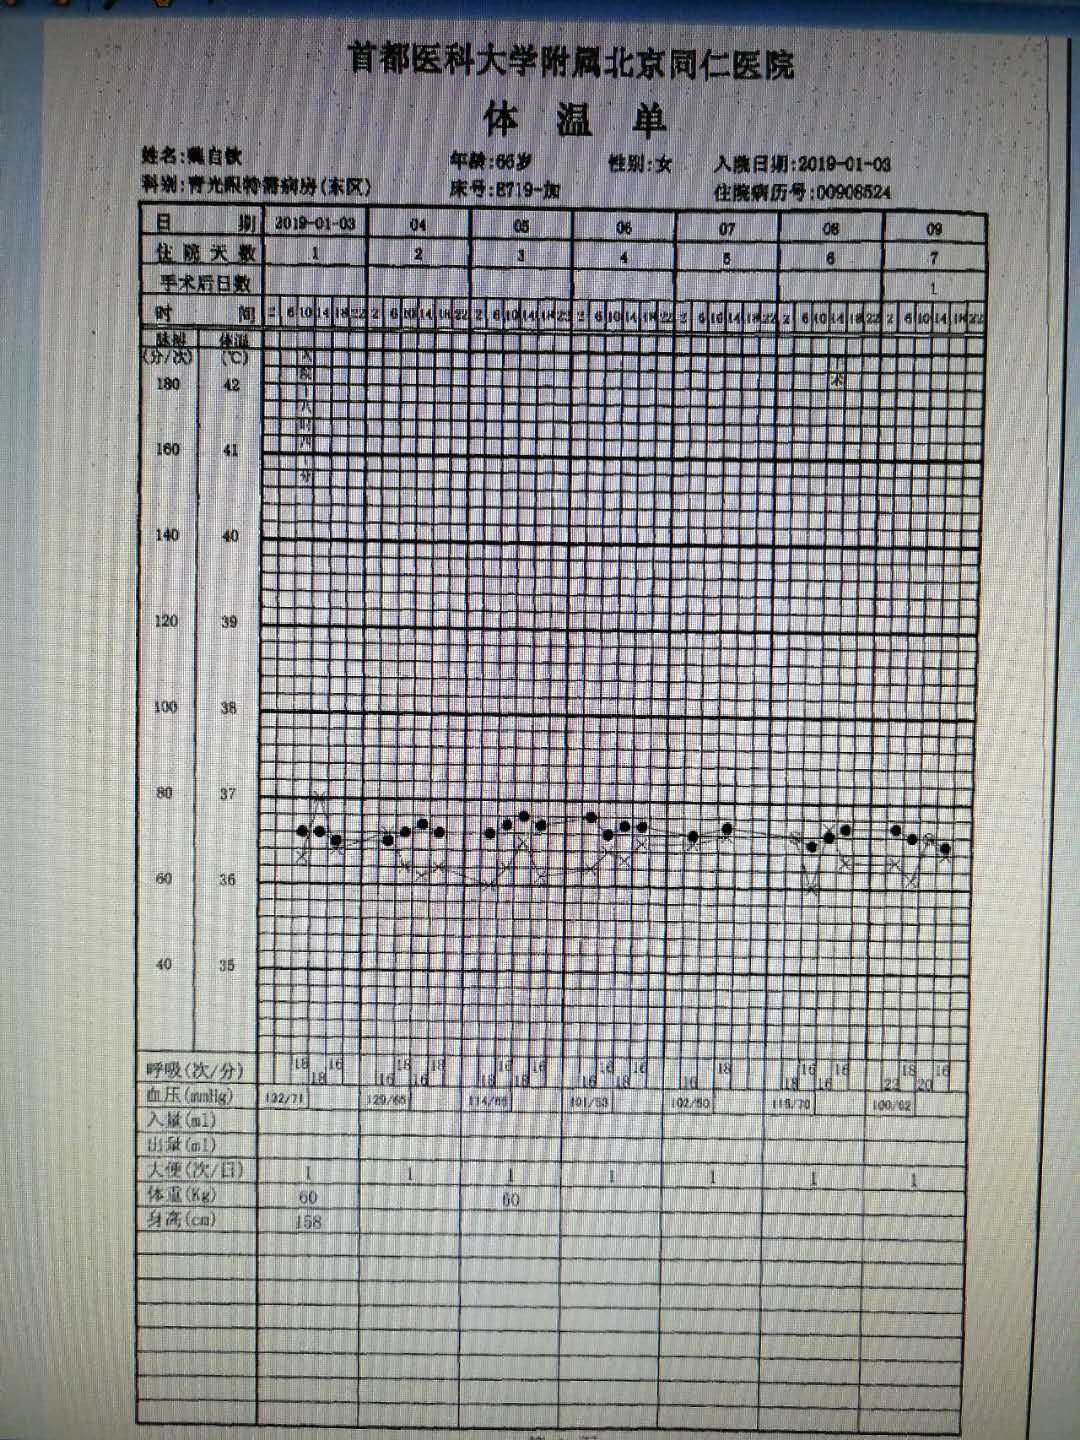 首都医科大学附属北京同仁医院
体 温 单
姓名:魏自钦 年龄:66岁 性别:女 入院日期:2019-01-03
科别:青光眼特需病房(东区) 床号:E719-加 住院病历号:00908524
日 期 2019-01-03 04 05 06 07 08 09
住院天数 1 2 3 4 5 6 7
手术后日数 1
时 间 2 6 10 14 18 22 2 6 10 14 18 22 2 6 10 14 18 22 2 6 10 14 18 22 2 6 10 14 18 22 2 6 10 14 18 22 2 6 10 14 18 22
脉搏 体温
(分/次) (℃)
入院 时 分
手术
180 42
160 41
140 40
120 39
100 38
80 37
60 36
40 35
呼吸(次/分) 18 18 16 16 18 16 18 18 16 18 16 16 16 18 16 16 18 18 16 16 16 22 18 20 16
血压(mmHg) 132/71 129/65 114/65 101/53 102/60 115/70 100/62
入量(ml)
出量(ml)
大便(次/日) 1 1 1 1 1 1 1
体重(Kg) 60 60
身高(cm) 158